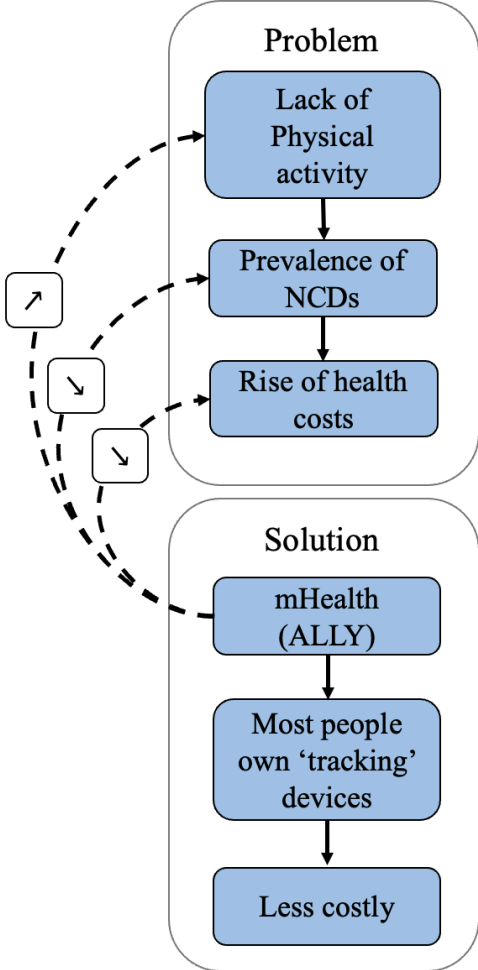 Problem
Lack of
Physical
activity
Prevalence of
NCDs
Rise of health
costs
↗
↘
↘
Solution
mHealth
(ALLY)
Most people
own ‘tracking’
devices
Less costly